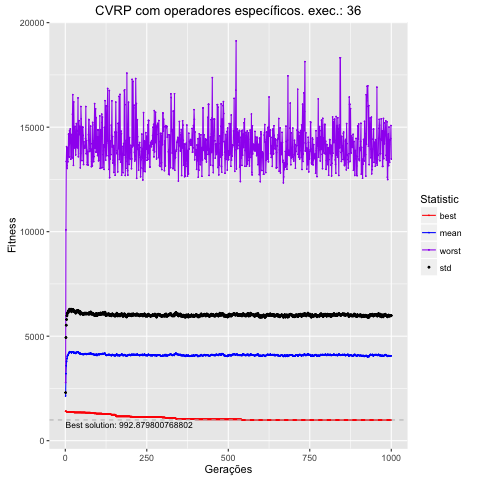 CVRP com operadores específicos. exec.: 36
20000
15000
10000
5000
0
Fitness
Best solution: 992.879800768802
0
250
500
750
1000
Gerações
Statistic
best
mean
worst
std